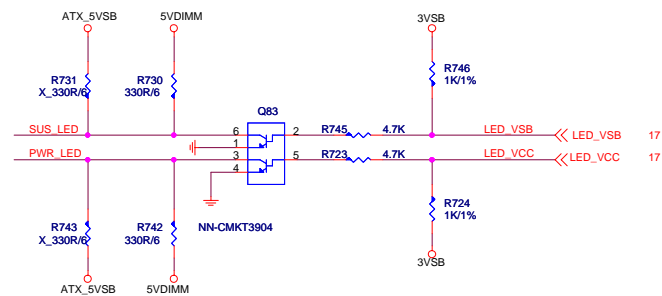 ATX_5VSB 5VDIMM 3VSB
R731 X_330R/6 R730 330R/6 R746 1K/1%
Q83
SUS_LED 6 2 R745 4.7K LED_VSB LED_VSB 17
1
PWR_LED 3 5 R723 4.7K LED_VCC LED_VCC 17
4
R743 X_330R/6 R742 330R/6 NN-CMKT3904 R724 1K/1%
3VSB
ATX_5VSB 5VDIMM